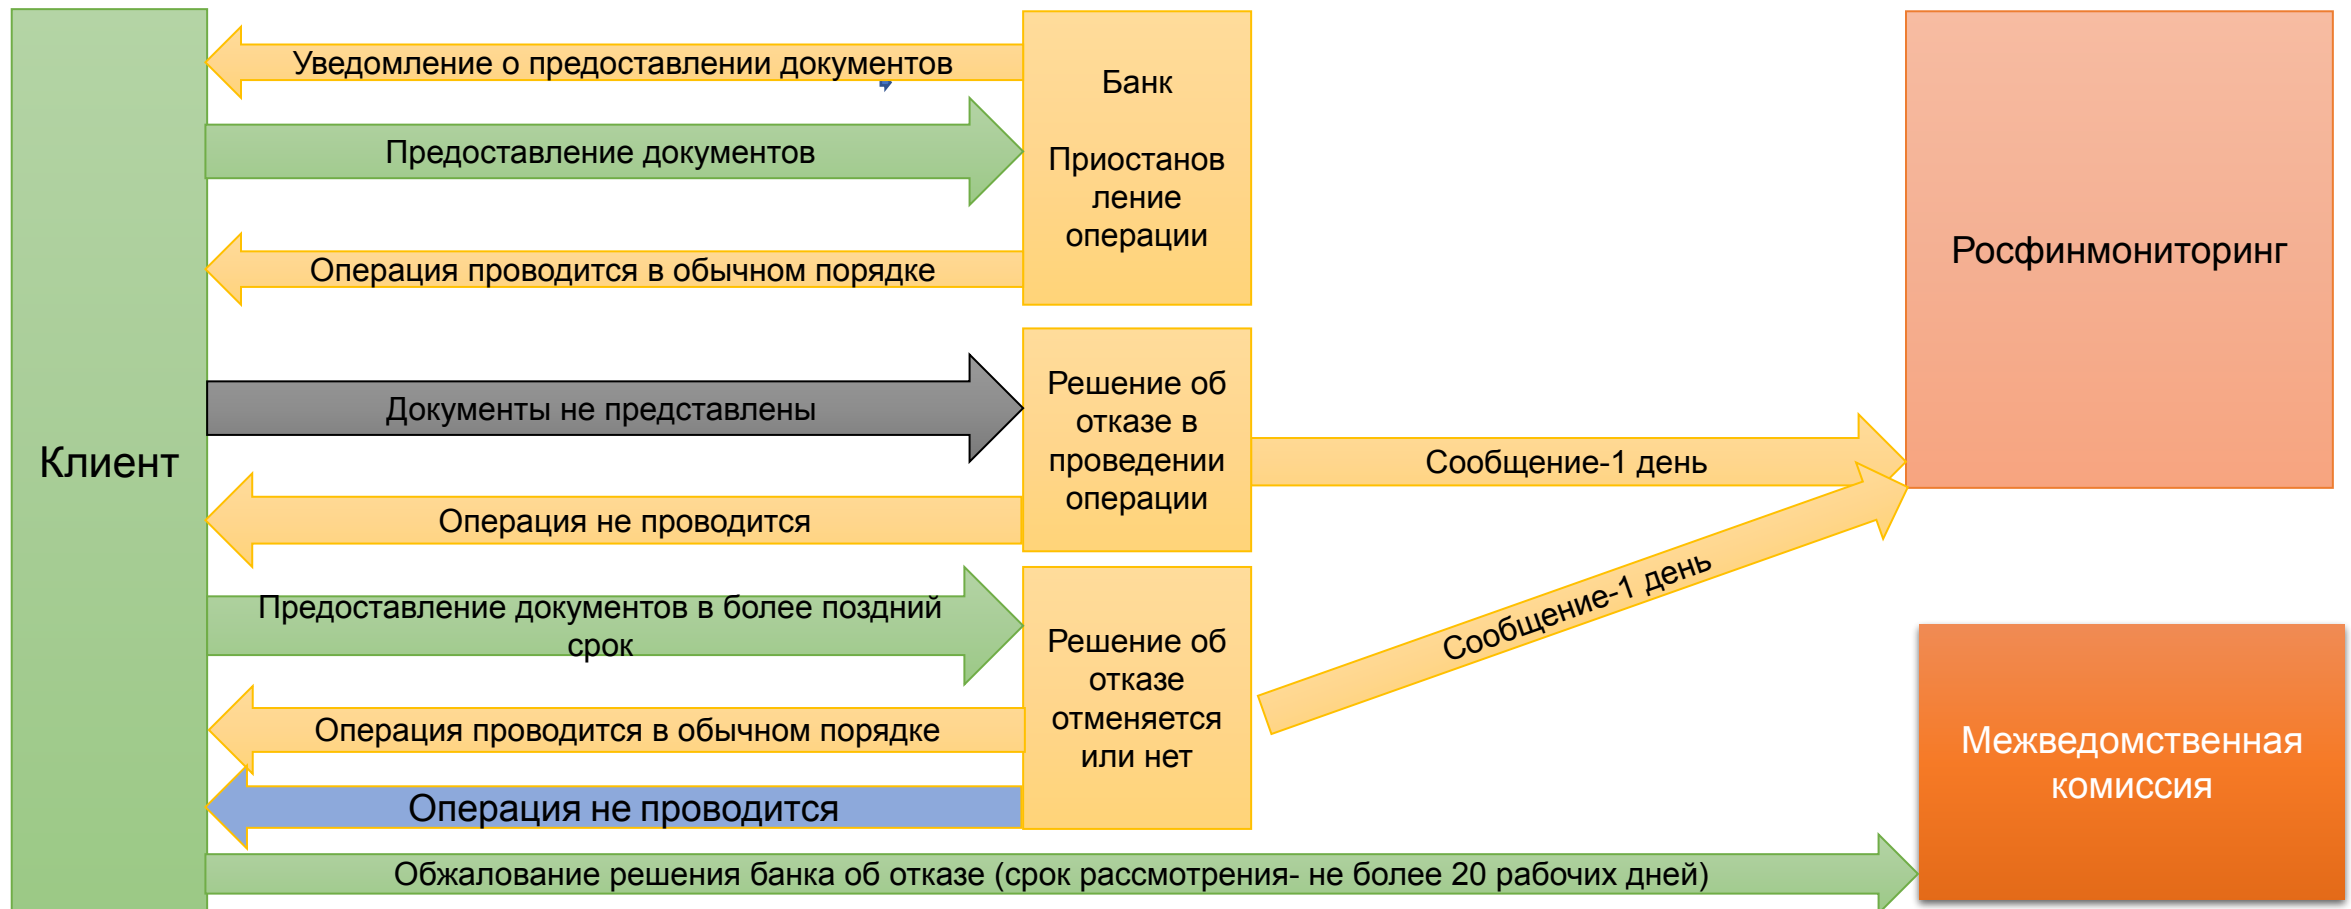 Уведомление о предоставлении документов
Банк
Предоставление документов
Приостанов
ление
операции
Операция проводится в обычном порядке
Росфинмониторинг
Клиент
Документы не представлены
Решение об
отказе в
проведении
операции
Сообщение-1 день
Операция не проводится
Предоставление документов в более поздний
срок
Сообщение-1 день
Решение об
отказе
отменяется
или нет
Операция проводится в обычном порядке
Операция не проводится
Межведомственная
комиссия
Обжалование решения банка об отказе (срок рассмотрения- не более 20 рабочих дней)